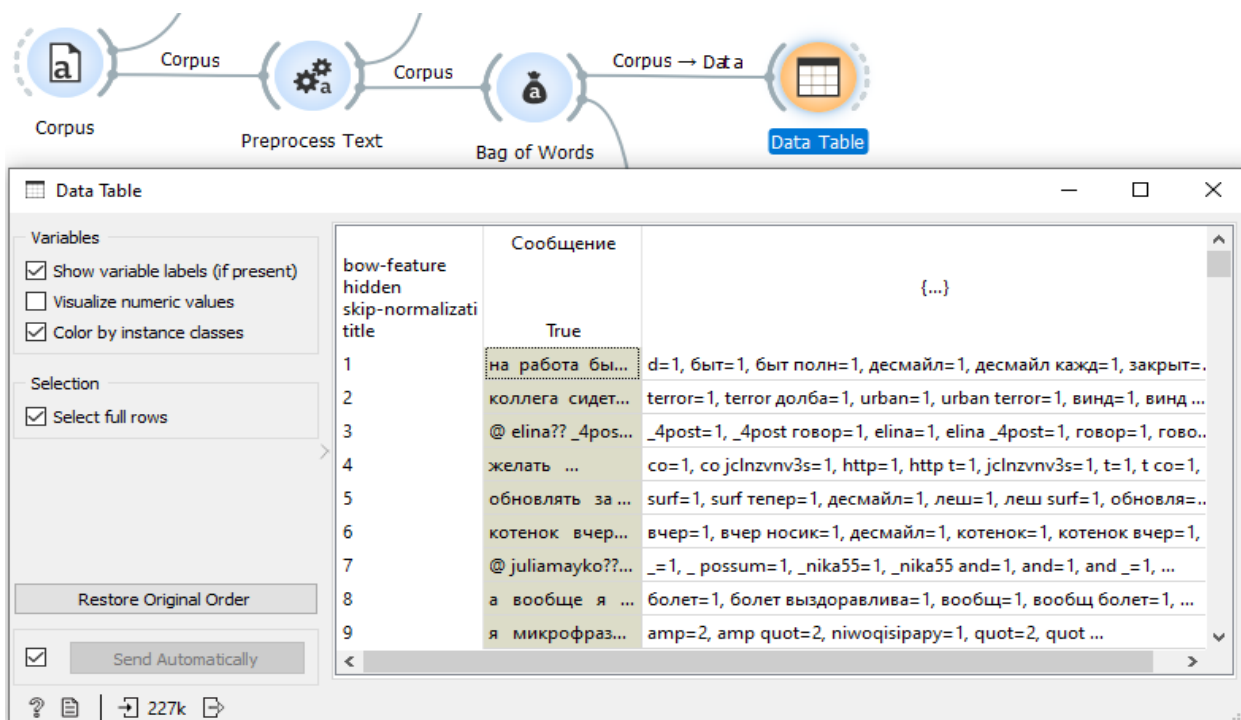 Corpus
Corpus
Corpus → Data
Corpus
Preprocess Text
Bag of Words
Data Table
Data Table
Variables
Show variable labels (if present)
Visualize numeric values
Color by instance classes
Selection
Select full rows
Restore Original Order
Send Automatically
227k
Сообщение
bow-feature
hidden
skip-normalizati
title
True
{...}
1 на работа бы... d=1, быт=1, быт полн=1, десмайл=1, десмайл кажд=1, закрыт=..
2 коллега сидет... terror=1, terror долба=1, urban=1, urban terror=1, винд=1, винд ...
3 @ elina?? _4pos... _4post=1, _4post говор=1, elina=1, elina _4post=1, говор=1, гово..
4 желать ... co=1, co jclnzvnv3s=1, http=1, http t=1, jclnzvnv3s=1, t=1, t co=1,
5 обновлять за ... surf=1, surf тепер=1, десмайл=1, леш=1, леш surf=1, обновля=..
6 котенок вчер... вчер=1, вчер носик=1, десмайл=1, котенок=1, котенок вчер=1,
7 @ juliamayko??... _=1, _ possum=1, _nika55=1, _nika55 and=1, and=1, and _=1, ...
8 а вообще я ... болет=1, болет выздоравлива=1, вообщ=1, вообщ болет=1, ...
9 я микрофраз... amp=2, amp quot=2, niwoqisipapy=1, quot=2, quot ...